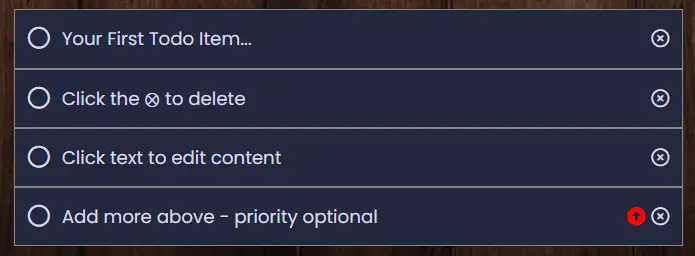 Your First Todo Item...
Click the ⮾ to delete
Click text to edit content
Add more above - priority optional